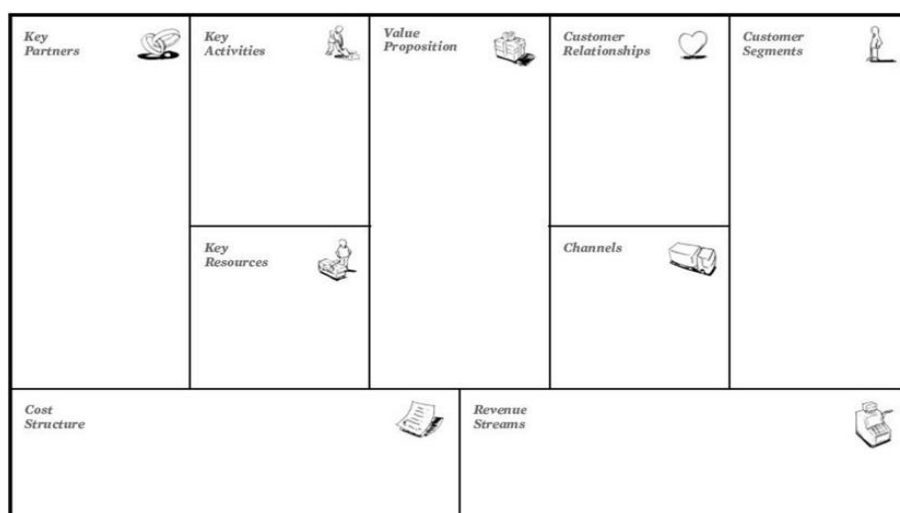 Key
Partners
Key
Activities
Value
Proposition
Customer
Relationships
Customer
Segments
Key
Resources
Channels
Cost
Structure
Revenue
Streams